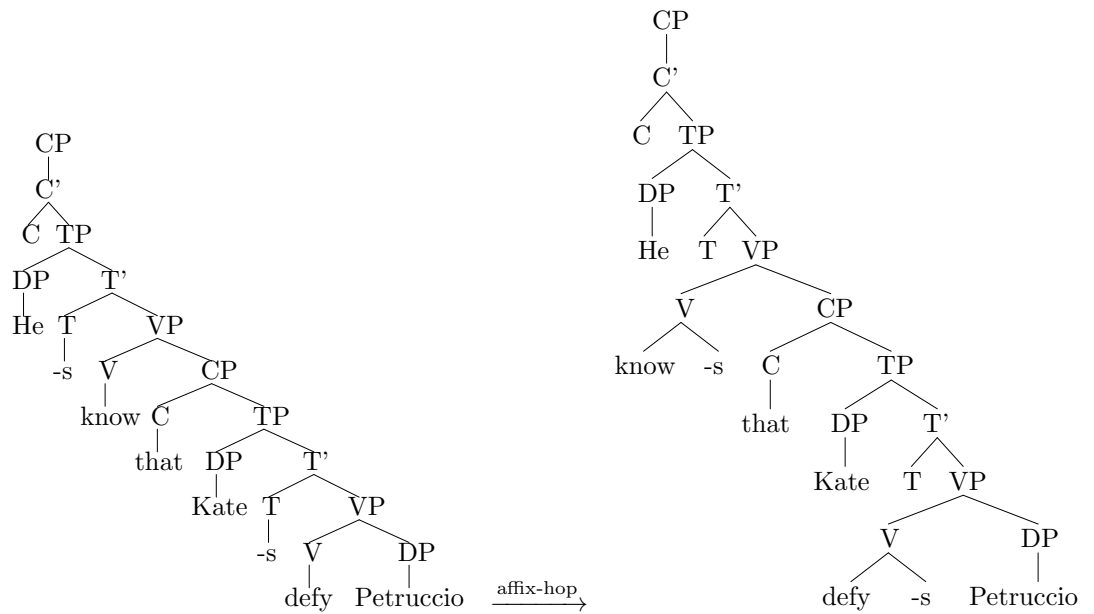 CP
C'
C TP
DP T'
He T VP
-s V CP
know C TP
that DP T'
Kate T VP
-s V DP
defy Petruccio
affix-hop
CP
C'
C TP
DP T'
He T VP
V CP
know -s C TP
that DP T'
Kate T VP
V DP
defy -s Petruccio